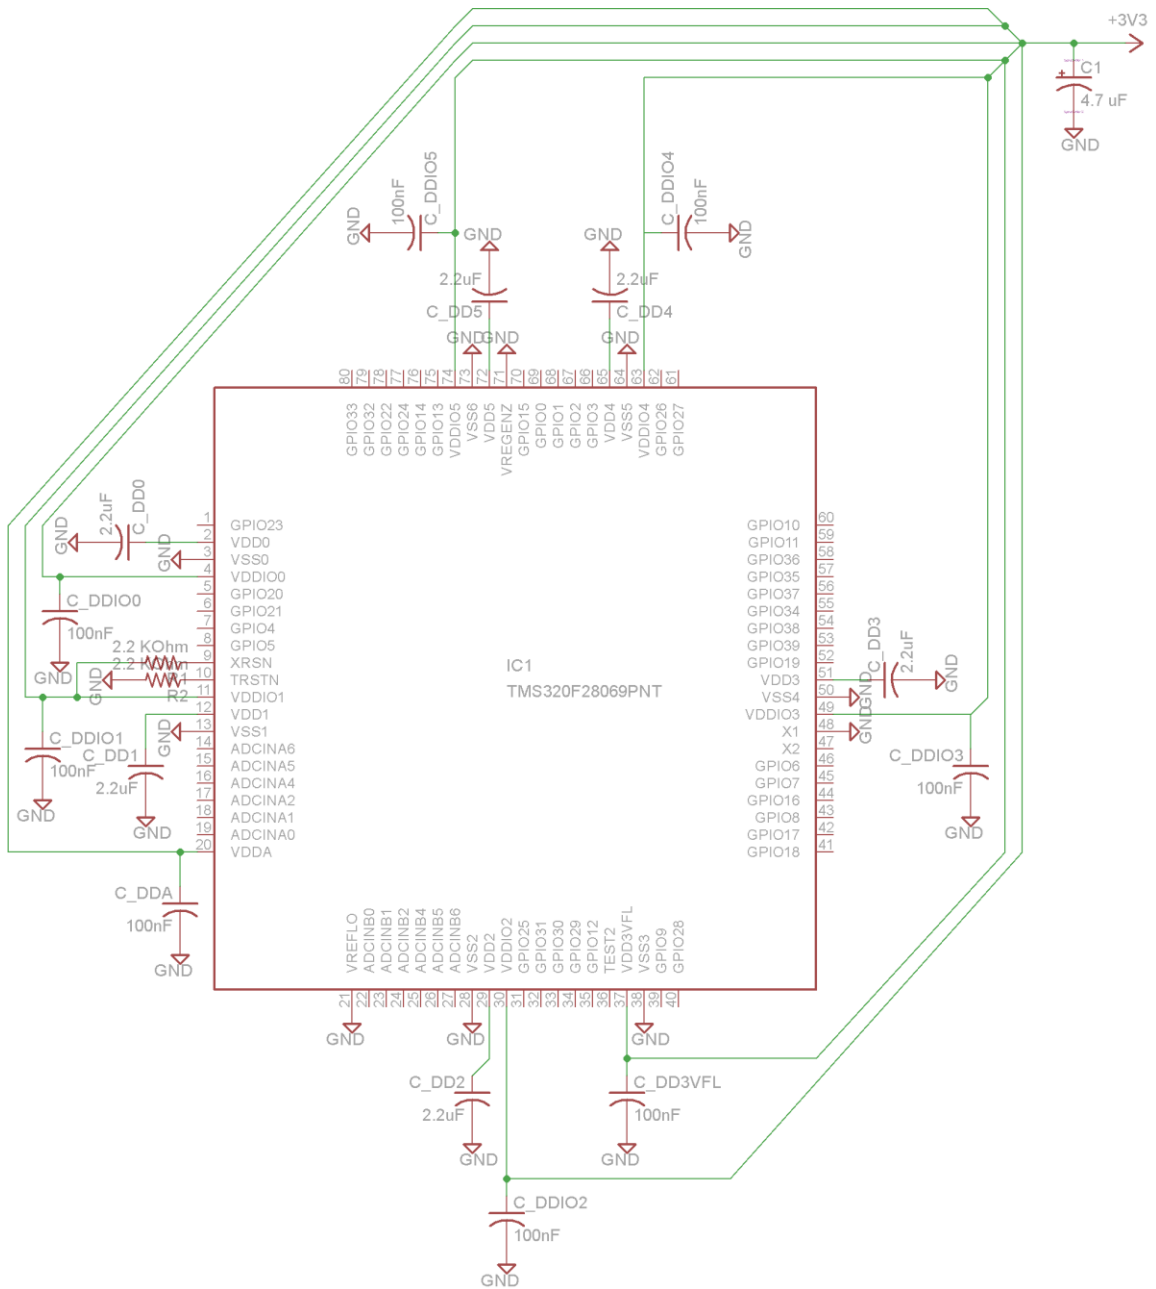 +3V3
C1
4.7 uF
GND
C_DDIO5
100nF
GND
C_DDIO4
100nF
GND
GND
2.2uF
C_DD5
GND
2.2uF
C_DD4
GND
GND
GND
80
79
78
77
76
75
74
73
72
71
70
69
68
67
66
65
64
63
62
61
GPIO33
GPIO32
GPIO22
GPIO24
GPIO14
GPIO13
VDDIO5
VSS6
VDD5
VREGENZ
GPIO15
GPIO0
GPIO1
GPIO2
GPIO3
VDD4
VSS5
VDDIO4
GPIO26
GPIO27
C_DD0
2.2uF
GND
GND
1 GPIO23
2 VDD0
3 VSS0
4 VDDIO0
5 GPIO20
6 GPIO21
7 GPIO4
8 GPIO5
9 XRSN
10 TRSTN
11 VDDIO1
12 VDD1
13 VSS1
14 ADCINA6
15 ADCINA5
16 ADCINA4
17 ADCINA2
18 ADCINA1
19 ADCINA0
20 VDDA
C_DDIO0
100nF
GND
2.2 KOhm
2.2 KOhm
R1
R2
GND
C_DDIO1
100nF
GND
C_DD1
2.2uF
GND
GND
C_DDA
100nF
GND
IC1
TMS320F28069PNT
GPIO10 60
GPIO11 59
GPIO36 58
GPIO35 57
GPIO37 56
GPIO34 55
GPIO38 54
GPIO39 53
GPIO19 52
VDD3 51
VSS4 50
VDDIO3 49
X1 48
X2 47
GPIO6 46
GPIO7 45
GPIO16 44
GPIO8 43
GPIO17 42
GPIO18 41
C_DD3
2.2uF
GND
GND
GND
C_DDIO3
100nF
GND
VREFLO
ADCINB0
ADCINB1
ADCINB2
ADCINB4
ADCINB5
ADCINB6
VSS2
VDD2
VDDIO2
GPIO25
GPIO31
GPIO30
GPIO29
GPIO12
TEST2
VDD3VFL
VSS3
GPIO9
GPIO28
21
22
23
24
25
26
27
28
29
30
31
32
33
34
35
36
37
38
39
40
GND
GND
GND
C_DD2
2.2uF
GND
C_DD3VFL
100nF
GND
C_DDIO2
100nF
GND